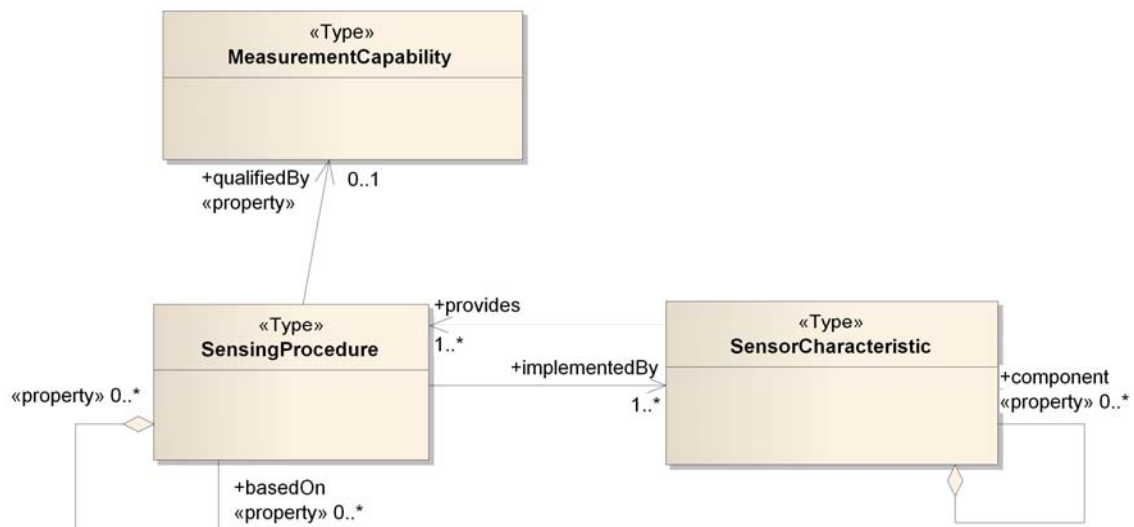 «Type»
MeasurementCapability
+qualifiedBy
«property»
0..1
«Type»
SensingProcedure
+provides
1..*
+implementedBy
1..*
«Type»
SensorCharacteristic
+component
«property» 0..*
«property» 0..*
+basedOn
«property» 0..*